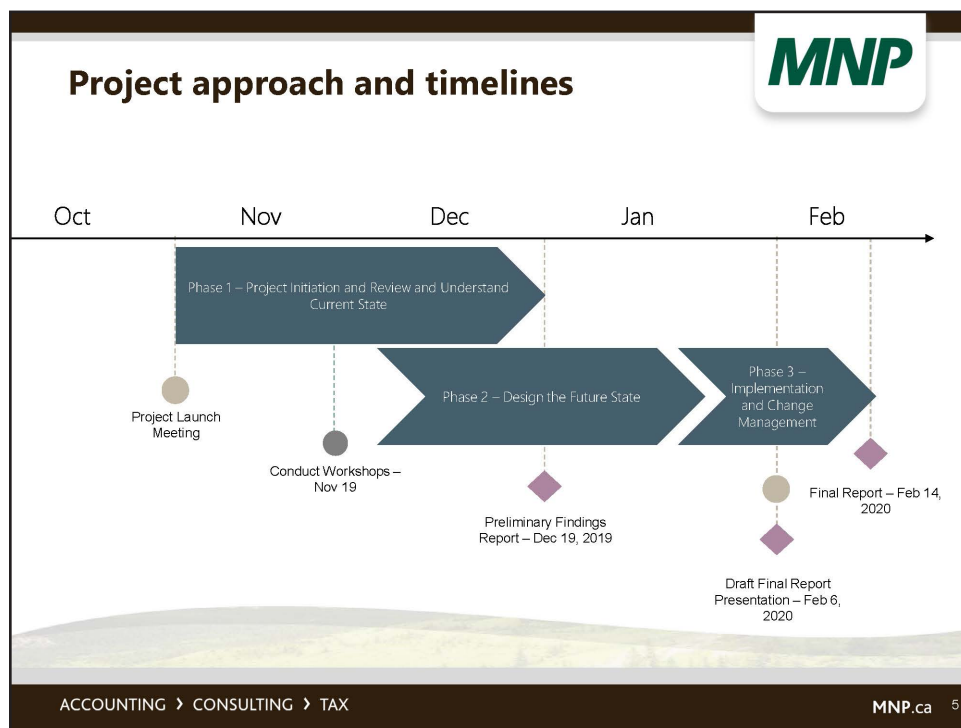 MNP
Project approach and timelines
Oct Nov Dec Jan Feb
Phase 1 – Project Initiation and Review and Understand
Current State
Phase 2 – Design the Future State
Phase 3 –
Implementation
and Change
Management
Project Launch
Meeting
Conduct Workshops –
Nov 19
Preliminary Findings
Report – Dec 19, 2019
Final Report – Feb 14,
2020
Draft Final Report
Presentation – Feb 6,
2020
ACCOUNTING › CONSULTING › TAX
MNP.ca 5